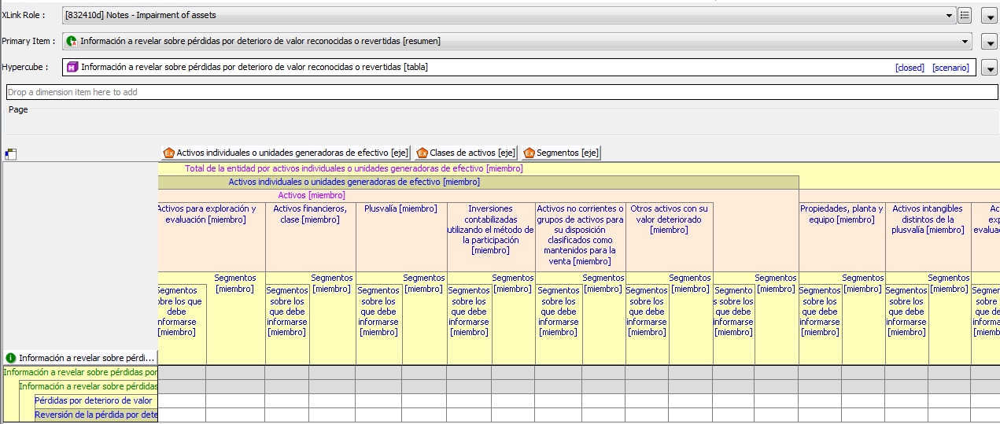 XLink Role :
[832410d] Notes - Impairment of assets
Primary Item :
Información a revelar sobre pérdidas por deterioro de valor reconocidas o revertidas [resumen]
Hypercube :
Información a revelar sobre pérdidas por deterioro de valor reconocidas o revertidas [tabla]
[closed] [scenario]
Drop a dimension item here to add
Page
Activos individuales o unidades generadoras de efectivo [eje]
Clases de activos [eje]
Segmentos [eje]
Total de la entidad por activos individuales o unidades generadoras de efectivo [miembro]
Activos individuales o unidades generadoras de efectivo [miembro]
Activos [miembro]
Activos para exploración y
evaluación [miembro]
Activos financieros,
clase [miembro]
Plusvalía [miembro]
Inversiones
contabilizadas
utilizando el método de
la participación
[miembro]
Activos no corrientes o
grupos de activos para
su disposición
clasificados como
mantenidos para la
venta [miembro]
Otros activos con su
valor deteriorado
[miembro]
Propiedades, planta y
equipo [miembro]
Activos intangibles
distintos de la
plusvalía [miembro]
Segmentos
[miembro]
Segmentos
sobre los que
debe
informarse
[miembro]
Segmentos
[miembro]
Segmentos
sobre los
que debe
informarse
[miembro]
Segmentos
[miembro]
Segmentos
sobre los
que debe
informarse
[miembro]
Segmentos
[miembro]
Segmentos
sobre los
que debe
informarse
[miembro]
Segmentos
[miembro]
Segmentos
sobre los
que debe
informarse
[miembro]
Segmentos
[miembro]
Segmentos
sobre los
que debe
informarse
[miembro]
Segmentos
[miembro]
Segmentos
sobre los
que debe
informarse
[miembro]
Segmentos
[miembro]
Segmentos
sobre los
que debe
informarse
[miembro]
Segmentos
[miembro]
Segmentos
sobre los
que debe
informarse
[miembro]
Información a revelar sobre pérdi...
Información a revelar sobre pérdidas por
Información a revelar sobre pérdidas
Pérdidas por deterioro de valor
Reversión de la pérdida por dete